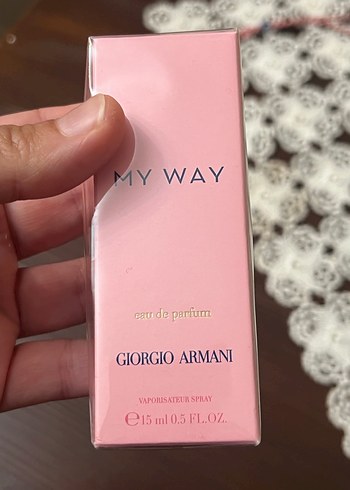 MY WAY
eau de parfum
GIORGIO ARMANI
VAPORISATEUR SPRAY
℮15 ml 0.5 FL.OZ.